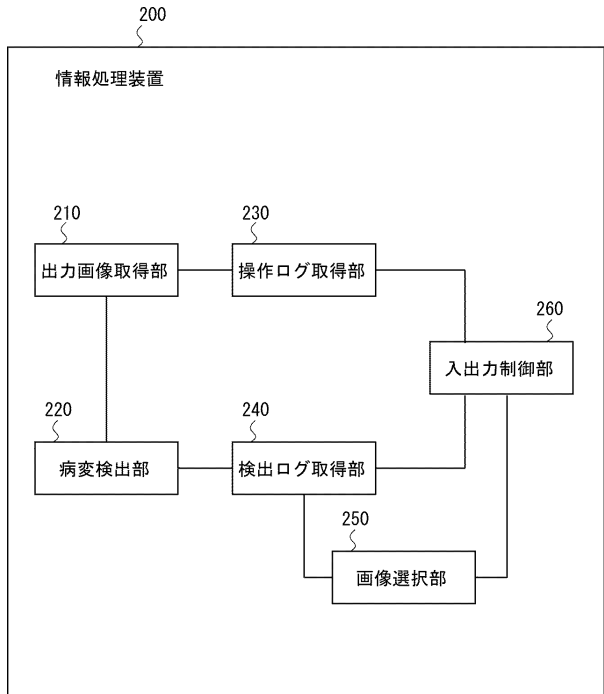 200
情報処理装置
210
230
出力画像取得部
操作ログ取得部
260
入出力制御部
220
240
病変検出部
検出ログ取得部
250
画像選択部